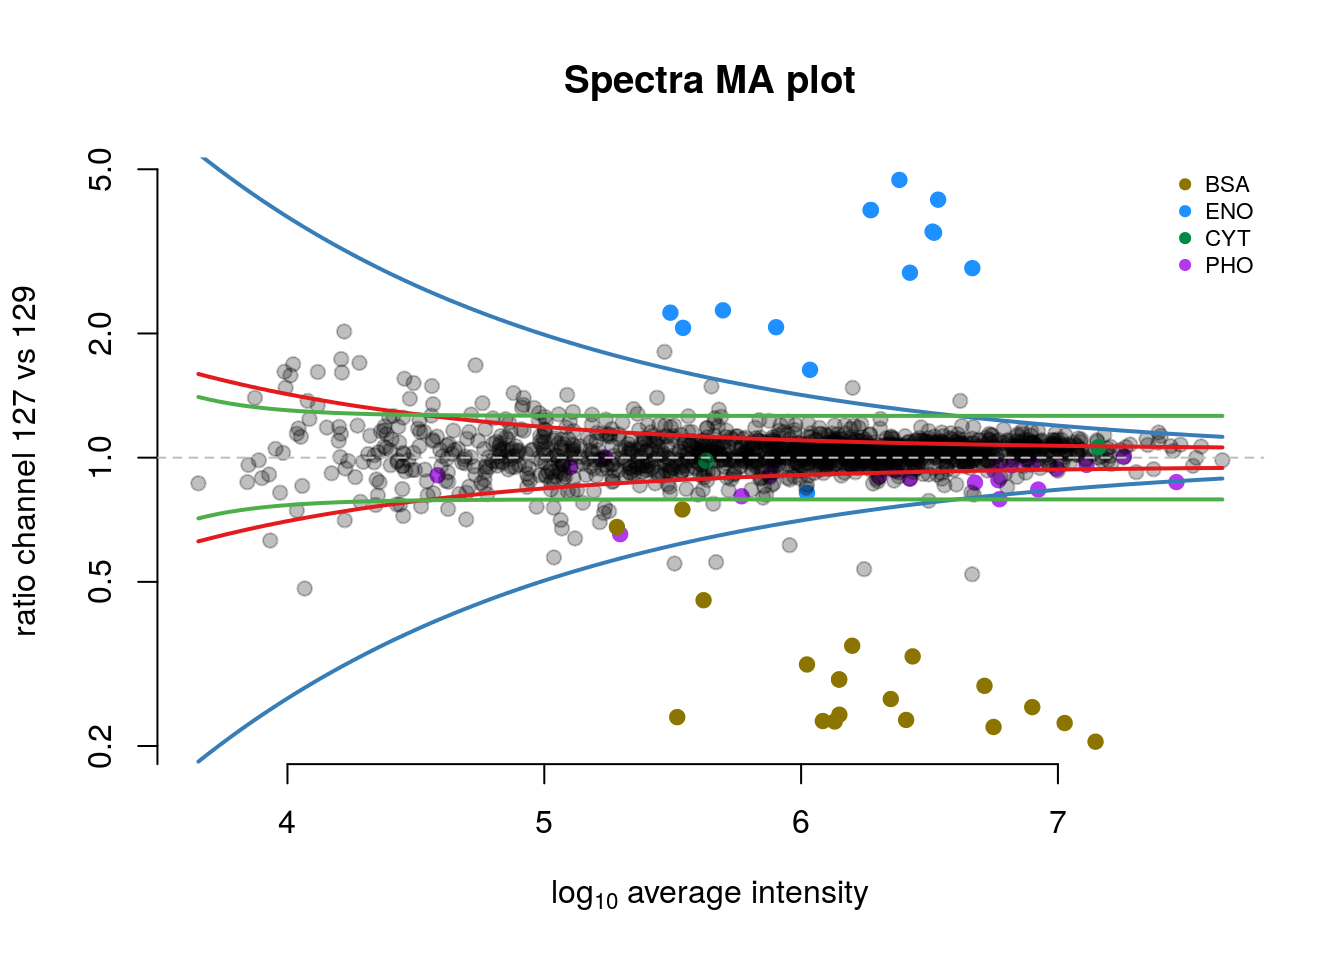 Spectra MA plot
ratio channel 127 vs 129
5.0
2.0
1.0
0.5
0.2
BSA
ENO
CYT
PHO
4 5 6 7
log₁₀ average intensity